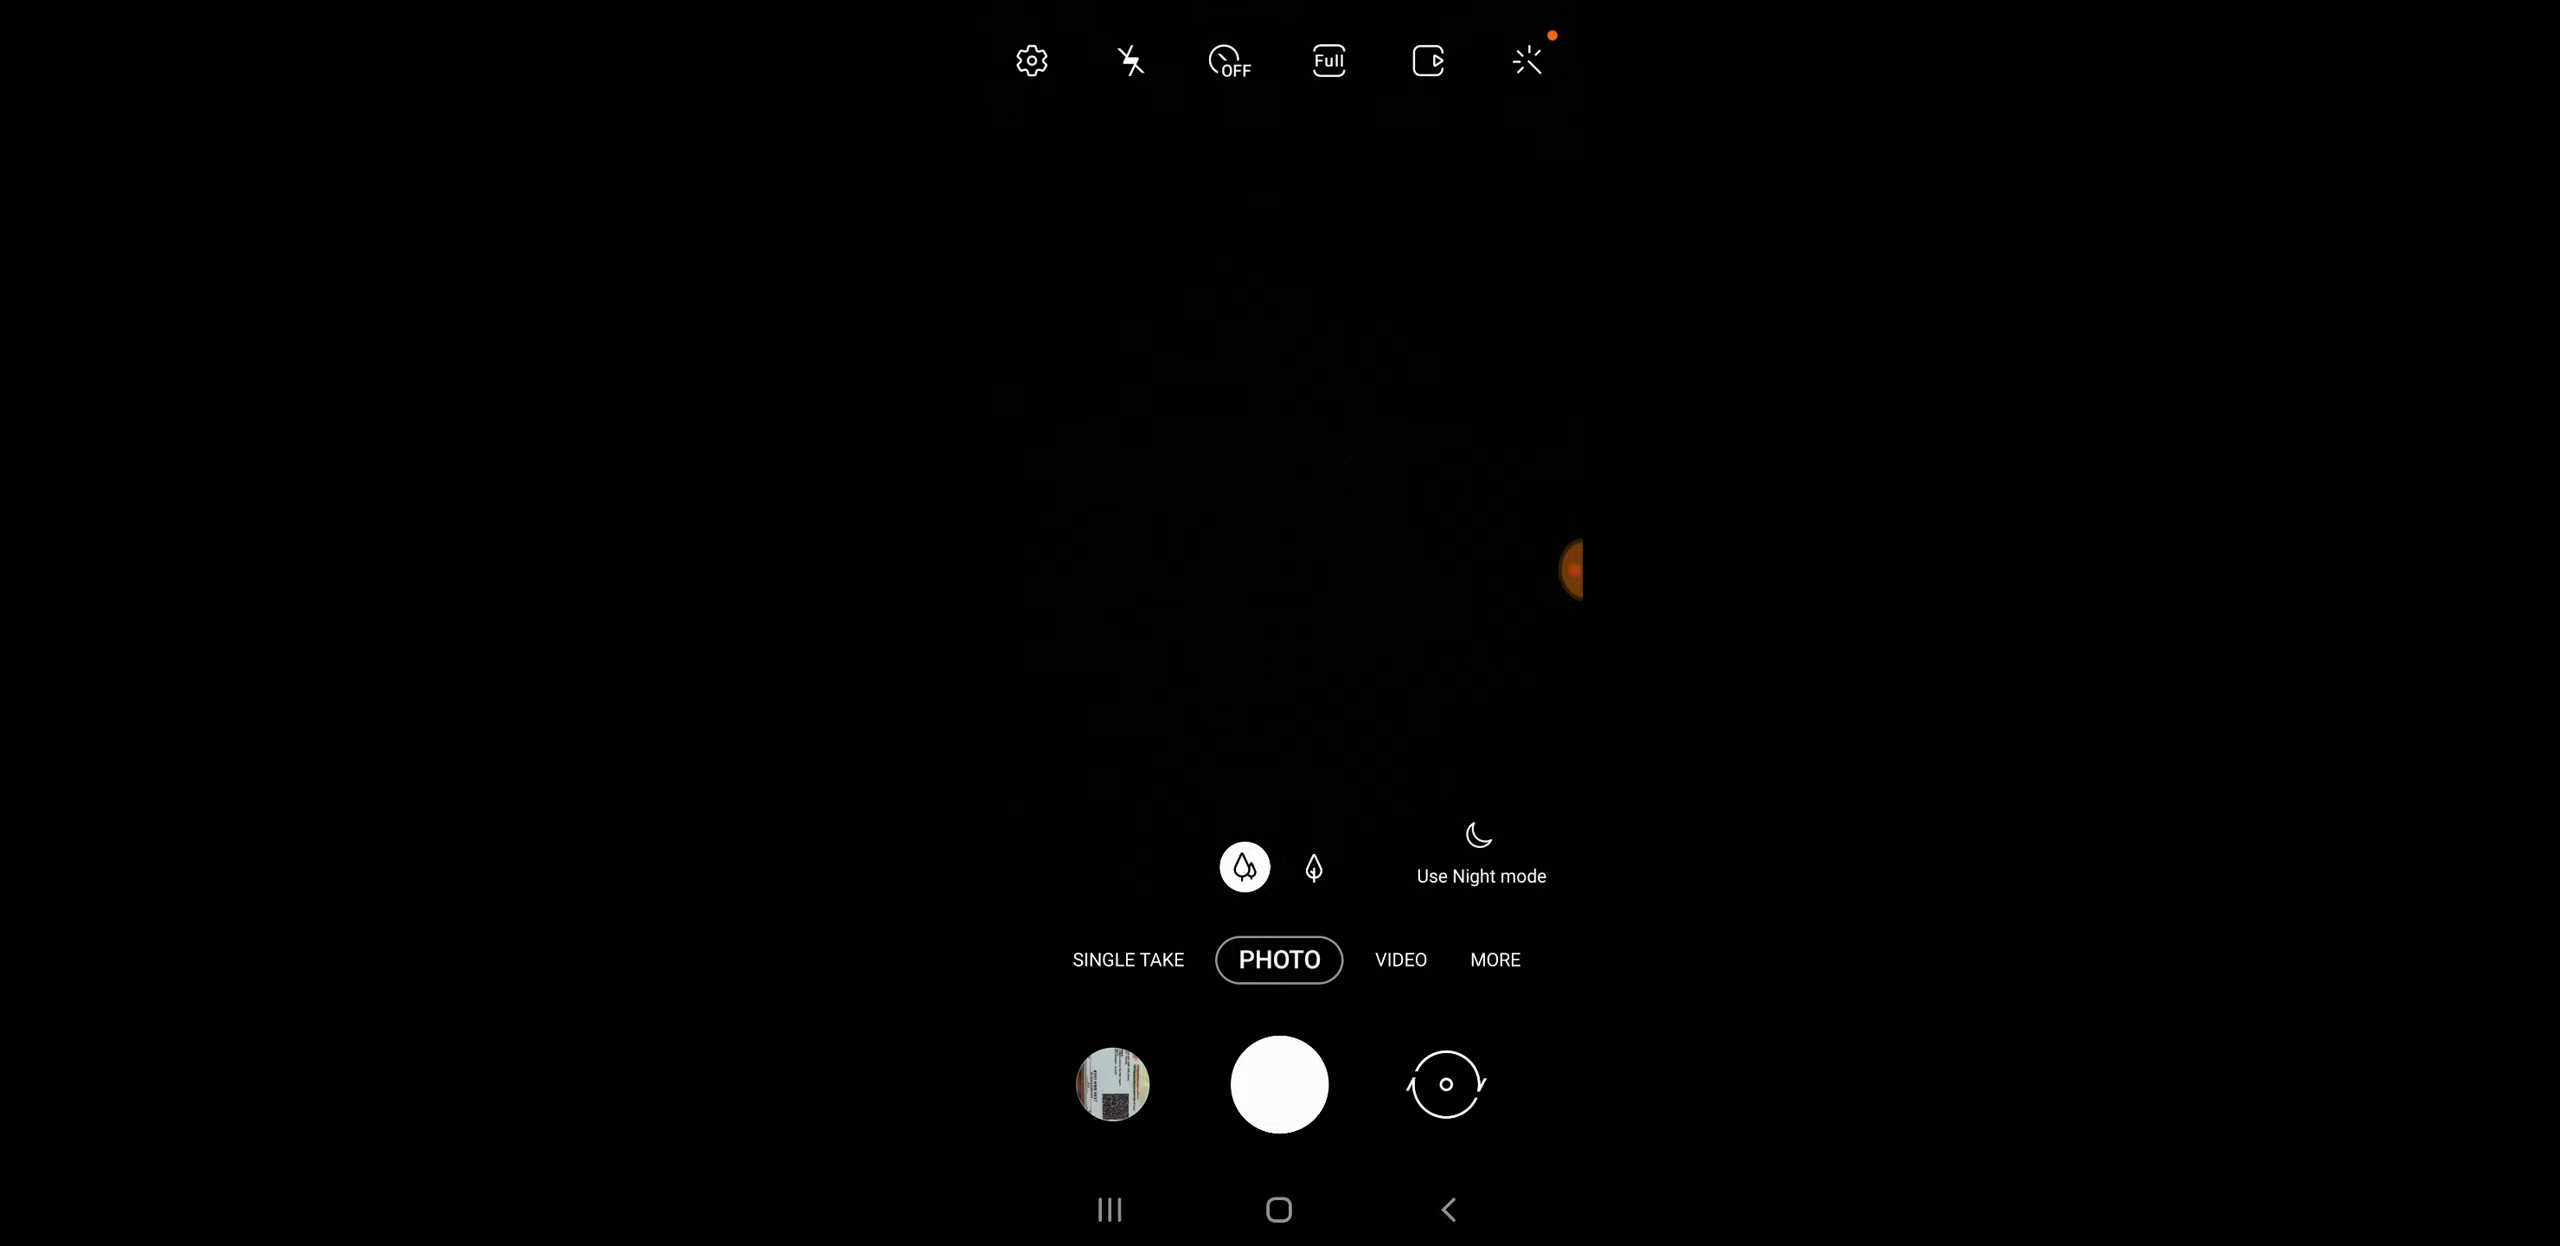 OFF
Full
Use Night mode
SINGLE TAKE
PHOTO
VIDEO
MORE